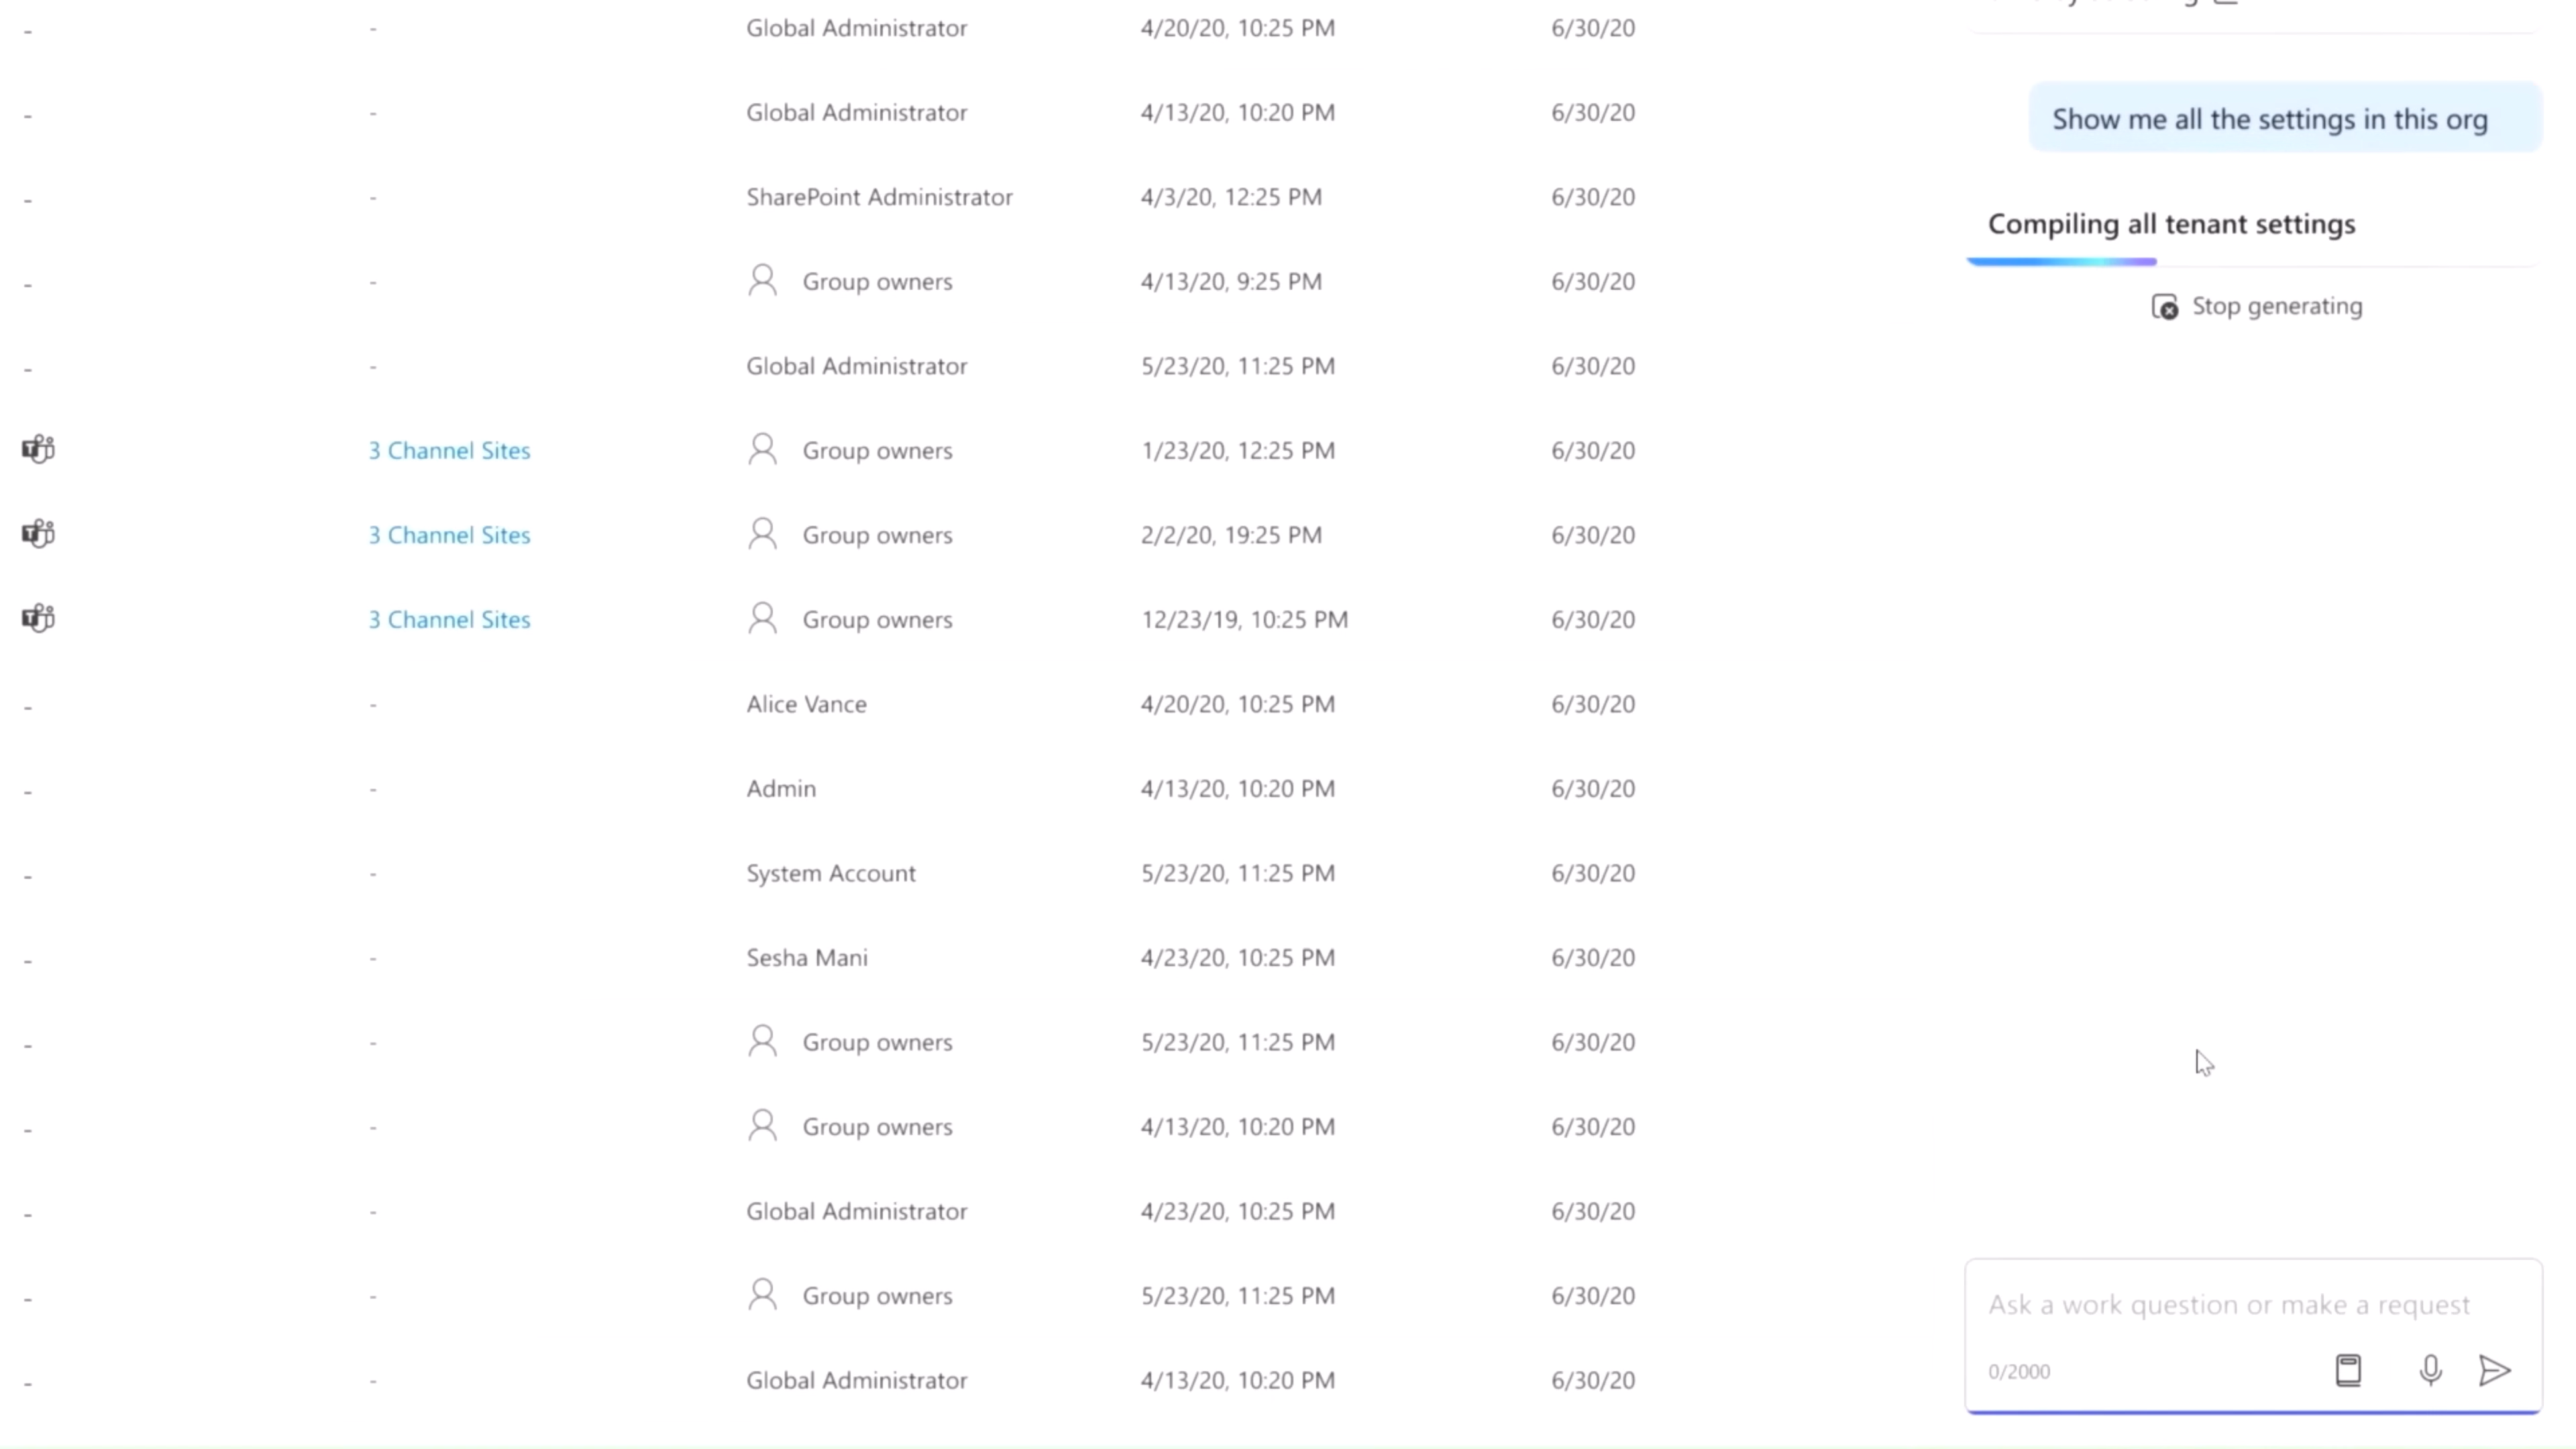 - - Global Administrator 4/20/20, 10:25 PM 6/30/20
- - Global Administrator 4/13/20, 10:20 PM 6/30/20
- - SharePoint Administrator 4/3/20, 12:25 PM 6/30/20
- - Group owners 4/13/20, 9:25 PM 6/30/20
- - Global Administrator 5/23/20, 11:25 PM 6/30/20
3 Channel Sites Group owners 1/23/20, 12:25 PM 6/30/20
3 Channel Sites Group owners 2/2/20, 19:25 PM 6/30/20
3 Channel Sites Group owners 12/23/19, 10:25 PM 6/30/20
- - Alice Vance 4/20/20, 10:25 PM 6/30/20
- - Admin 4/13/20, 10:20 PM 6/30/20
- - System Account 5/23/20, 11:25 PM 6/30/20
- - Sesha Mani 4/23/20, 10:25 PM 6/30/20
- - Group owners 5/23/20, 11:25 PM 6/30/20
- - Group owners 4/13/20, 10:20 PM 6/30/20
- - Global Administrator 4/23/20, 10:25 PM 6/30/20
- - Group owners 5/23/20, 11:25 PM 6/30/20
- - Global Administrator 4/13/20, 10:20 PM 6/30/20
Show me all the settings in this org
Compiling all tenant settings
Stop generating
Ask a work question or make a request
0/2000